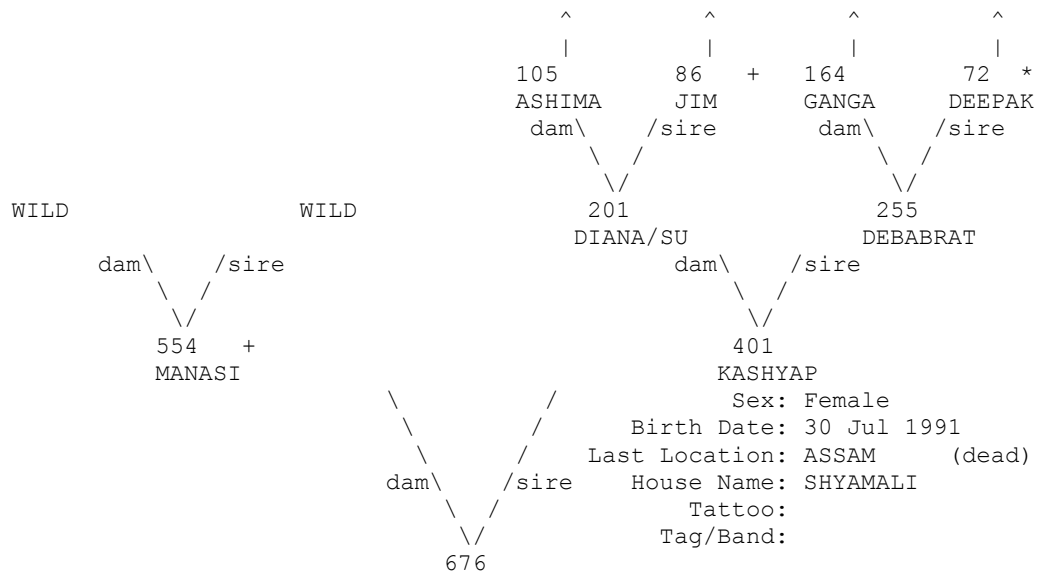 ^ ^ ^ ^
| | | |
105 86 + 164 72 *
ASHIMA JIM GANGA DEEPAK
dam\ /sire dam\ /sire
\ / \ /
\/ \/
WILD WILD 201 255
DIANA/SU DEBABRAT
dam\ /sire dam\ /sire
\ / \ /
\/ \/
554 + 401
MANASI KASHYAP
\ / Sex: Female
\ / Birth Date: 30 Jul 1991
\ / Last Location: ASSAM (dead)
dam\ /sire House Name: SHYAMALI
\ / Tattoo:
\/ Tag/Band:
676